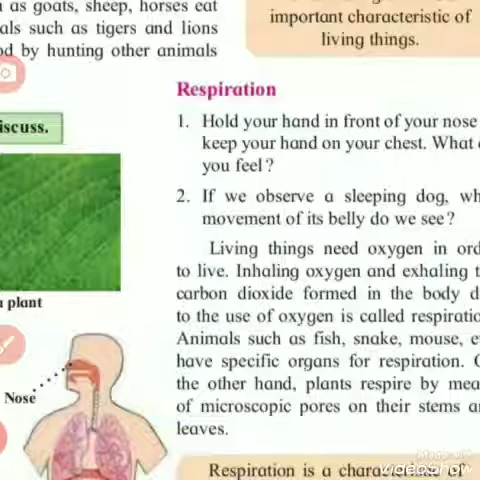 as goats, sheep, horses eat
als such as tigers and lions
by hunting other animals
important characteristic of
living things.
iscuss.
plant
Nose
Respiration
1. Hold your hand in front of your nose
keep your hand on your chest. What
you feel ?
2. If we observe a sleeping dog, wh
movement of its belly do we see ?
Living things need oxygen in ord
to live. Inhaling oxygen and exhaling t
carbon dioxide formed in the body d
to the use of oxygen is called respiratio
Animals such as fish, snake, mouse, e
have specific organs for respiration. O
the other hand, plants respire by mea
of microscopic pores on their stems a
leaves.
Respiration is a characteristic of
VideoShow